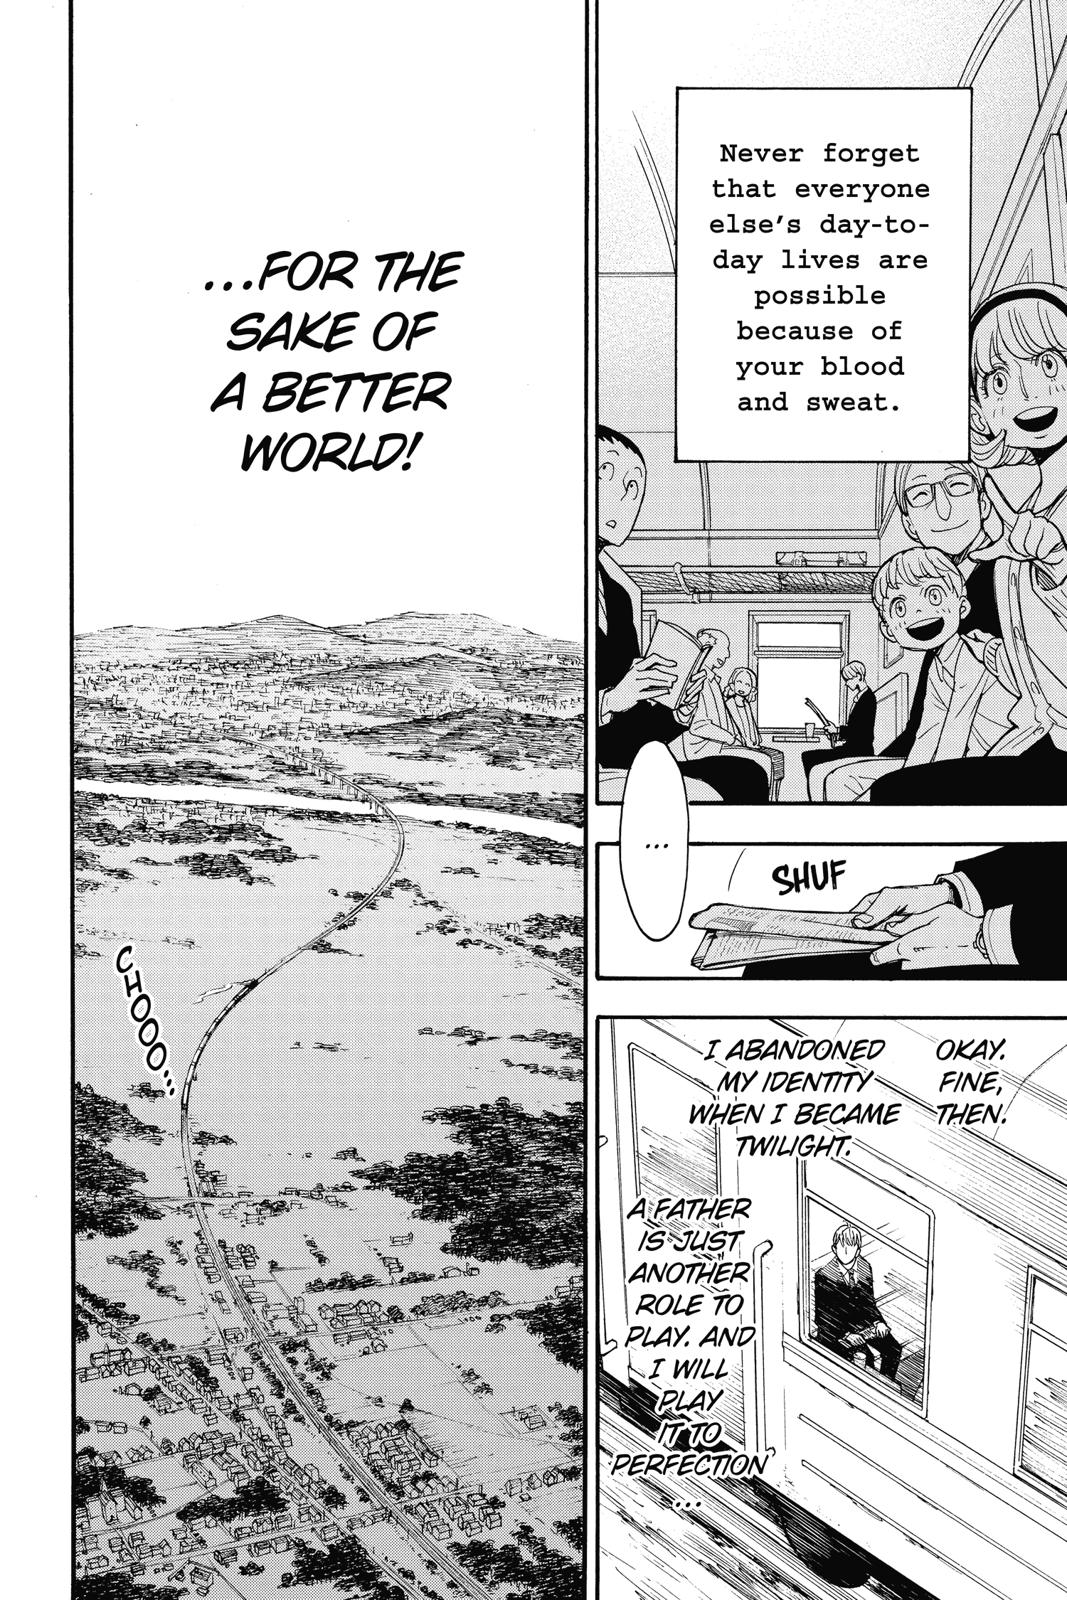 Never forget
that everyone
else's day-to-
day lives are
possible
because of
your blood
and sweat.
...
SHUF
OKAY.
FINE,
THEN.
I ABANDONED
MY IDENTITY
WHEN I BECAME
TWILIGHT.
A FATHER
IS JUST
ANOTHER
ROLE TO
PLAY. AND
I WILL
PLAY
IT TO
PERFECTION
...
...FOR THE
SAKE OF
A BETTER
WORLD!
CHOOO...